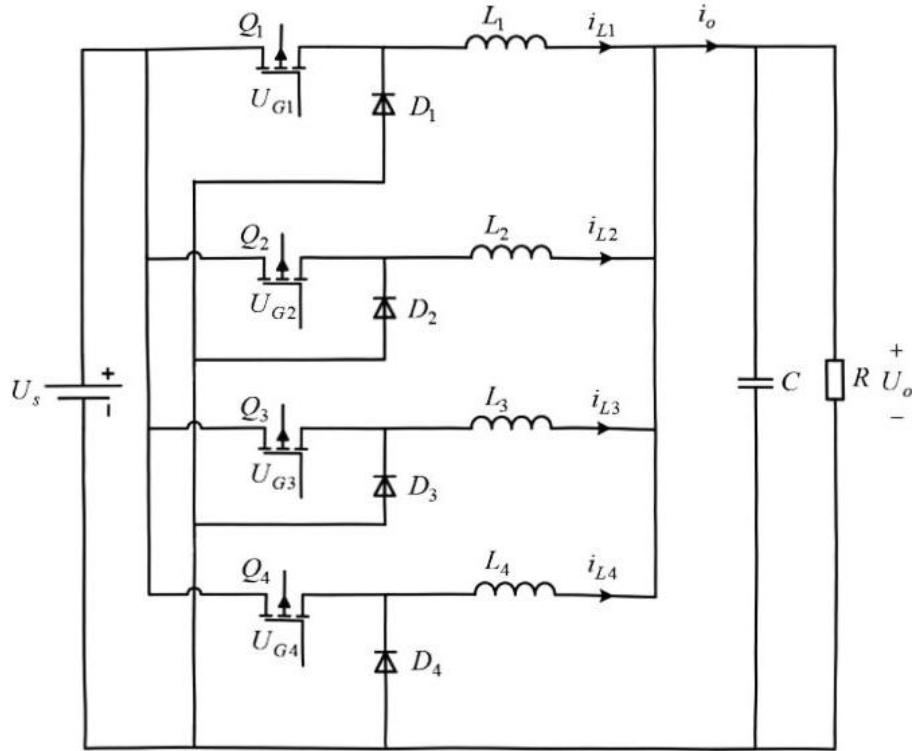 Q1 L1 iL1 io
UG1 D1
Q2 L2 iL2
UG2 D2
Us + - Q3 L3 iL3 C R + Uo −
UG3 D3
Q4 L4 iL4
UG4 D4